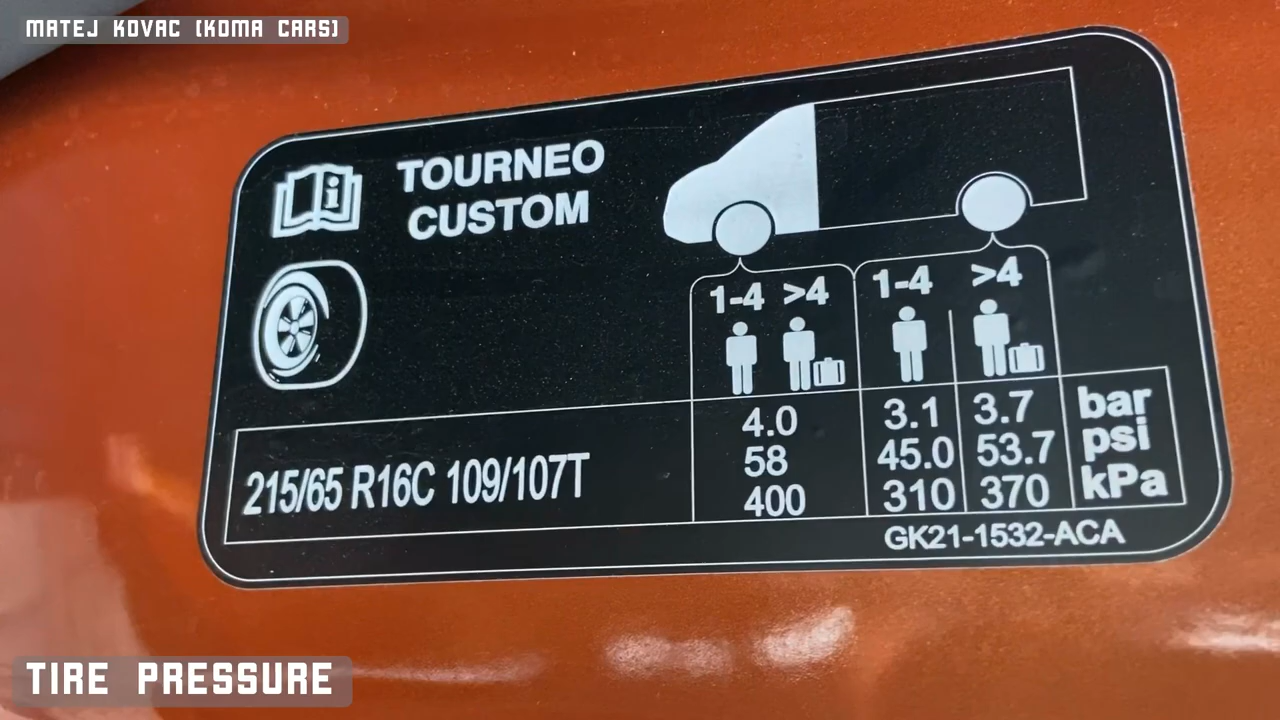 MATEJ KOVAC [KOMA CARS]
TOURNEO
CUSTOM
1-4 >4 1-4 >4
4.0 3.1 3.7 bar
58 45.0 53.7 psi
215/65 R16C 109/107T 400 310 370 kPa
GK21-1532-ACA
TIRE PRESSURE